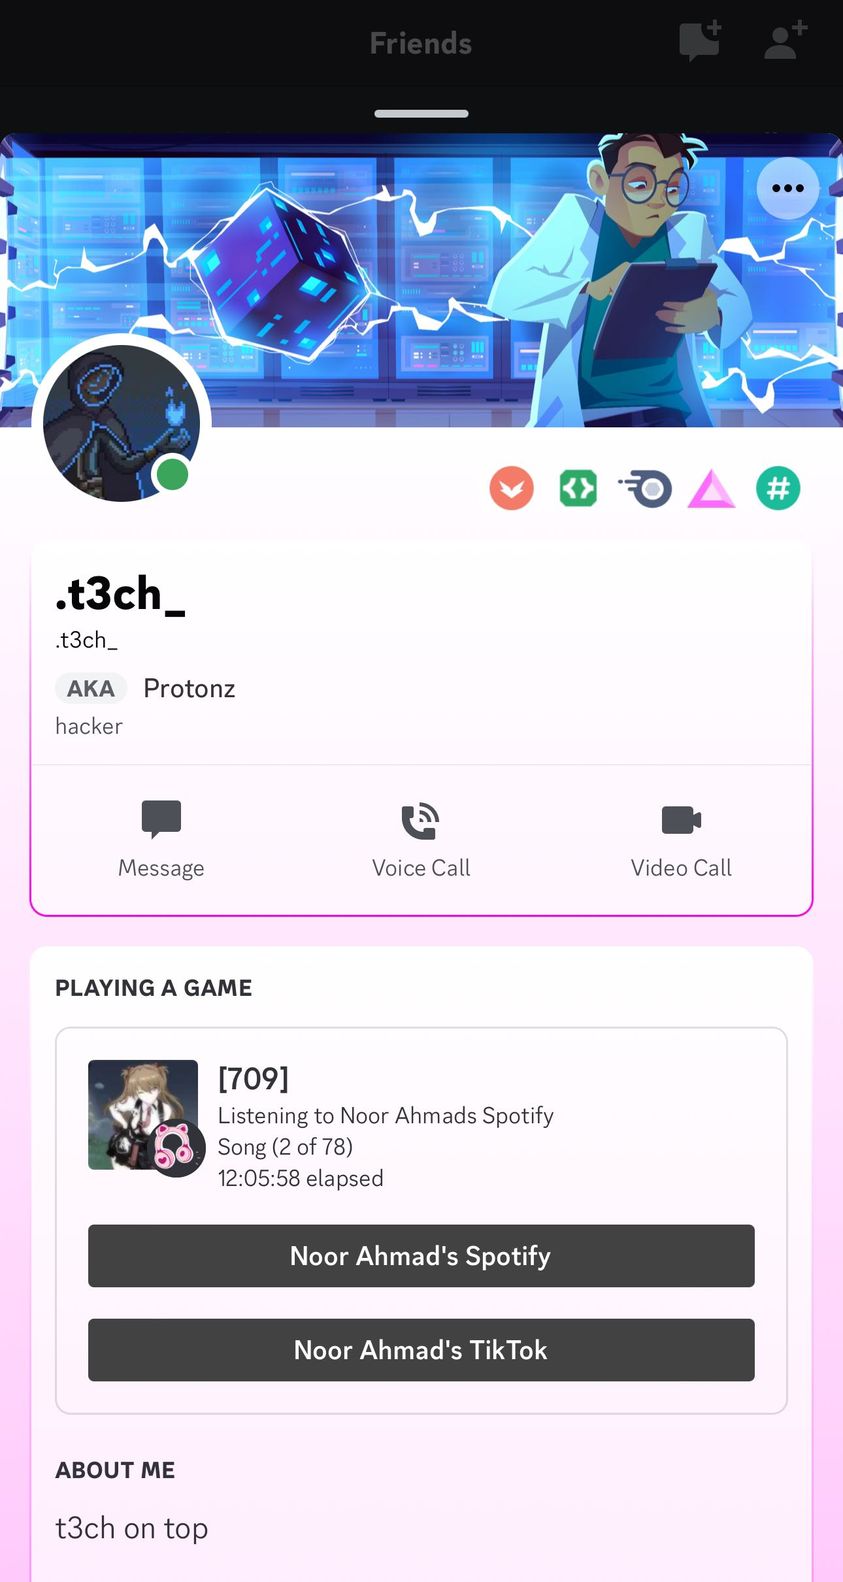 Friends
.t3ch_
.t3ch_
AKA Protonz
hacker
Message Voice Call Video Call
PLAYING A GAME
[709]
Listening to Noor Ahmads Spotify
Song (2 of 78)
12:05:58 elapsed
Noor Ahmad's Spotify
Noor Ahmad's TikTok
ABOUT ME
t3ch on top